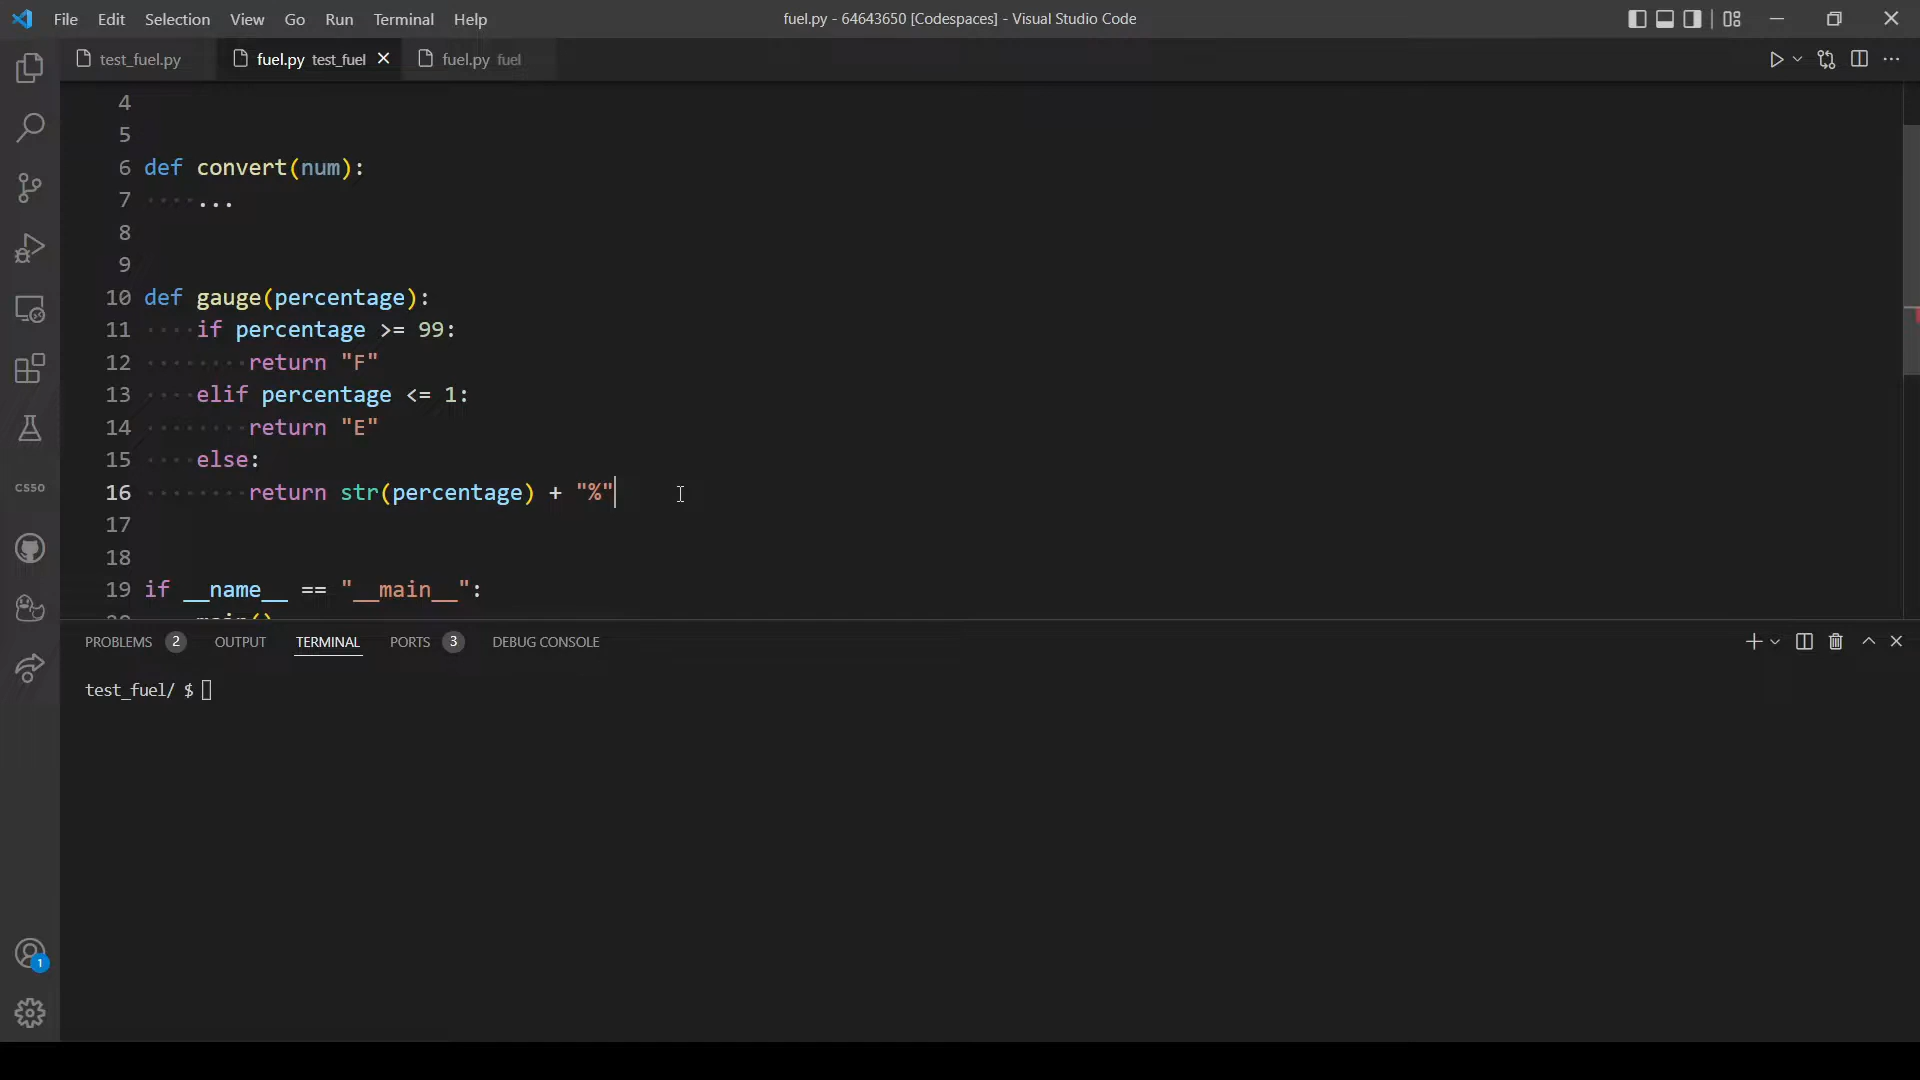 File Edit Selection View Go Run Terminal Help
fuel.py - 64643650 [Codespaces] - Visual Studio Code
test_fuel.py
fuel.py test_fuel
fuel.py fuel
4
5
6 def convert(num):
7 ...
8
9
10 def gauge(percentage):
11 if percentage >= 99:
12 return "F"
13 elif percentage <= 1:
14 return "E"
15 else:
16 return str(percentage) + "%"
17
18
19 if __name__ == "__main__":
CS50
PROBLEMS 2 OUTPUT TERMINAL PORTS 3 DEBUG CONSOLE
test_fuel/ $
1